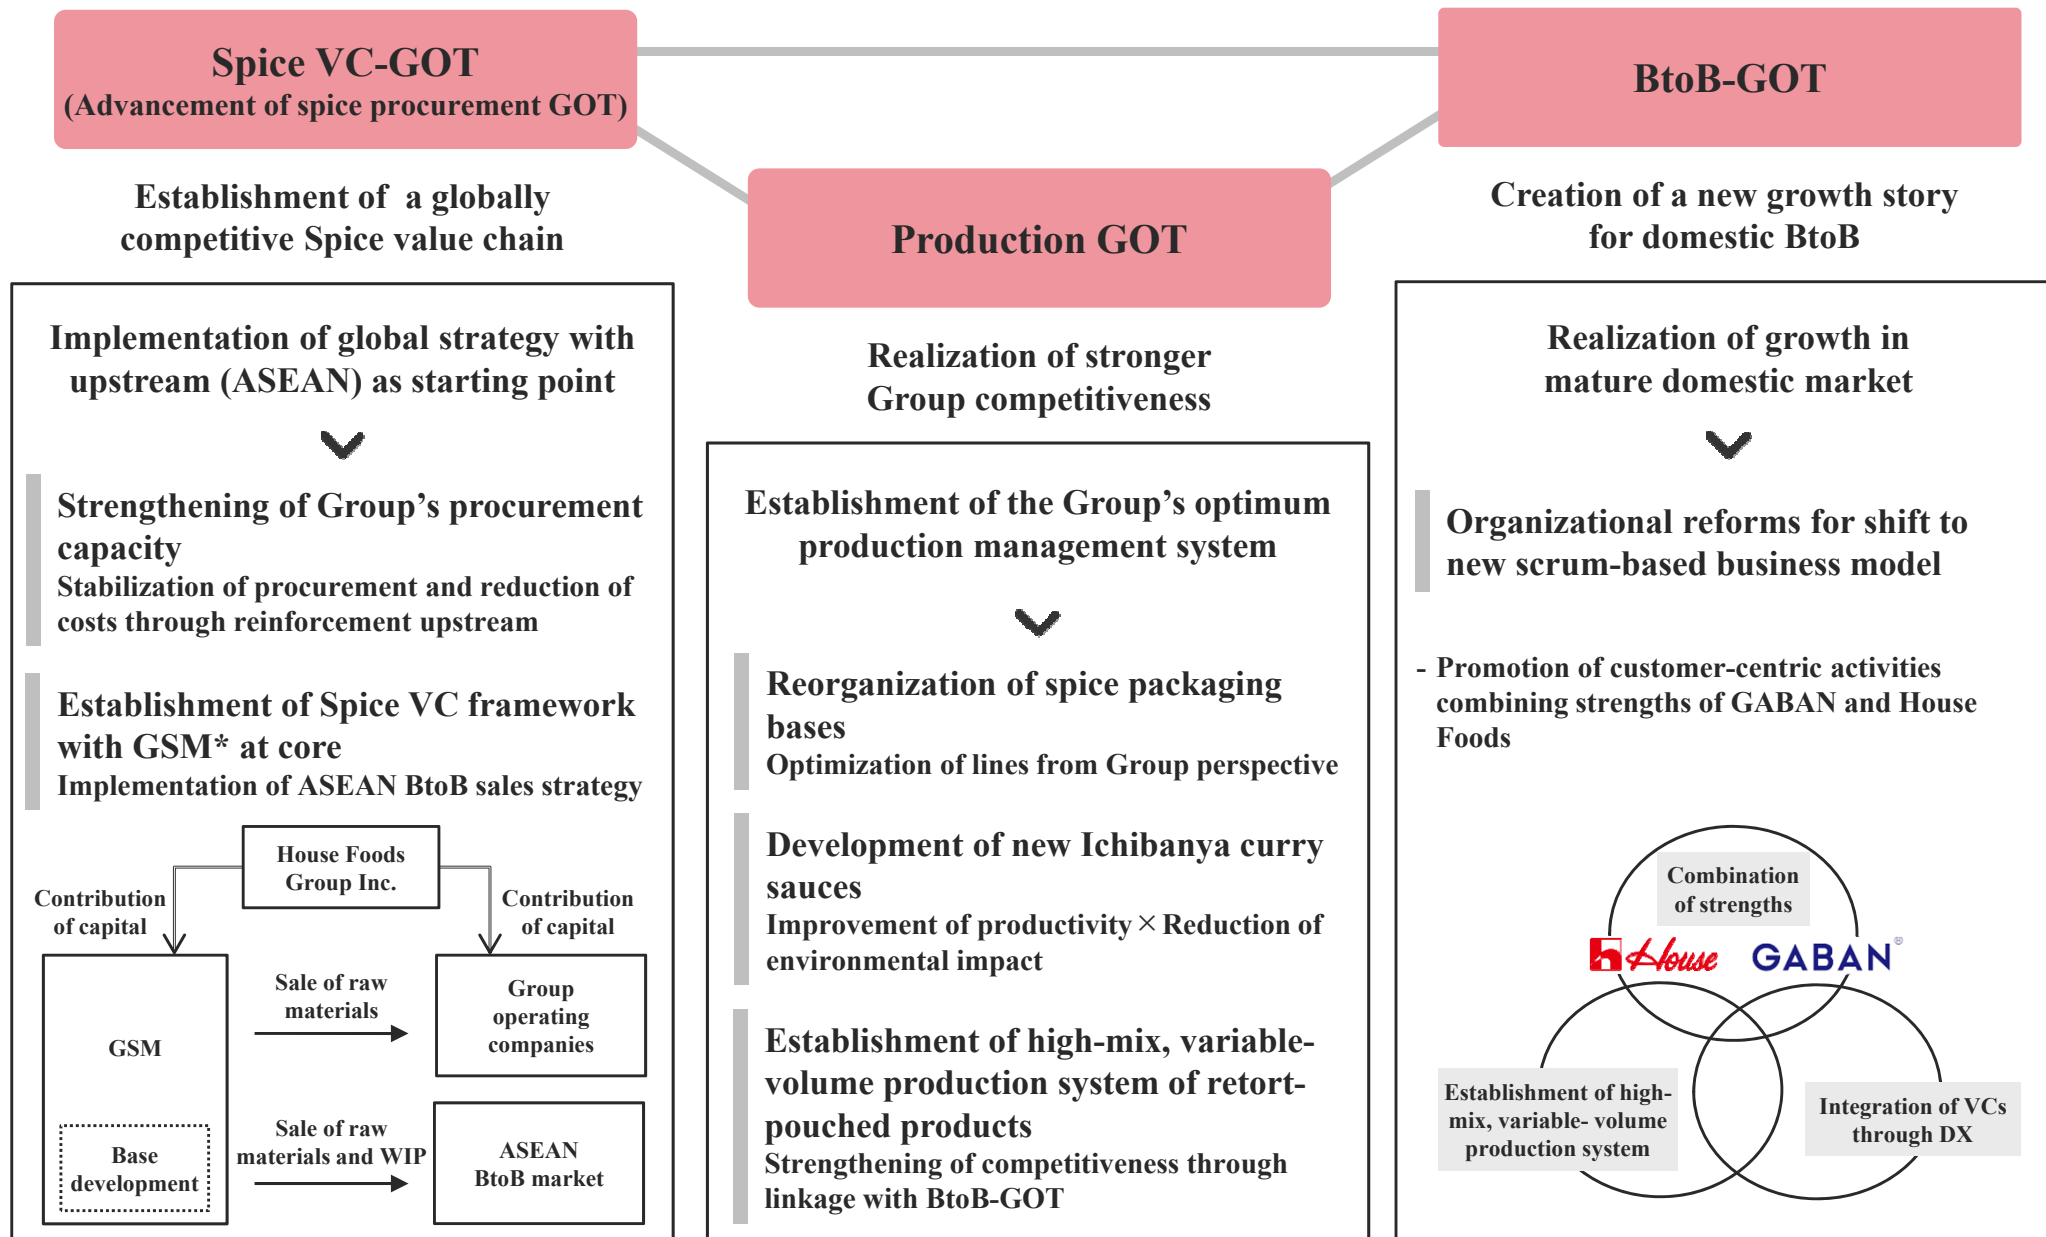 Spice VC-GOT
(Advancement of spice procurement GOT)
BtoB-GOT
Production GOT
Establishment of a globally
competitive Spice value chain
Implementation of global strategy with
upstream (ASEAN) as starting point
Strengthening of Group’s procurement
capacity
Stabilization of procurement and reduction of
costs through reinforcement upstream
Establishment of Spice VC framework
with GSM* at core
Implementation of ASEAN BtoB sales strategy
House Foods
Group Inc.
Contribution
of capital
Contribution
of capital
GSM
Base
development
Sale of raw
materials
Group
operating
companies
Sale of raw
materials and WIP
ASEAN
BtoB market
Realization of stronger
Group competitiveness
Establishment of the Group’s optimum
production management system
Reorganization of spice packaging
bases
Optimization of lines from Group perspective
Development of new Ichibanya curry
sauces
Improvement of productivity×Reduction of
environmental impact
Establishment of high-mix, variable-
volume production system of retort-
pouched products
Strengthening of competitiveness through
linkage with BtoB-GOT
Creation of a new growth story
for domestic BtoB
Realization of growth in
mature domestic market
Organizational reforms for shift to
new scrum-based business model
- Promotion of customer-centric activities
combining strengths of GABAN and House
Foods
Combination
of strengths
House
GABAN®
Establishment of high-
mix, variable- volume
production system
Integration of VCs
through DX